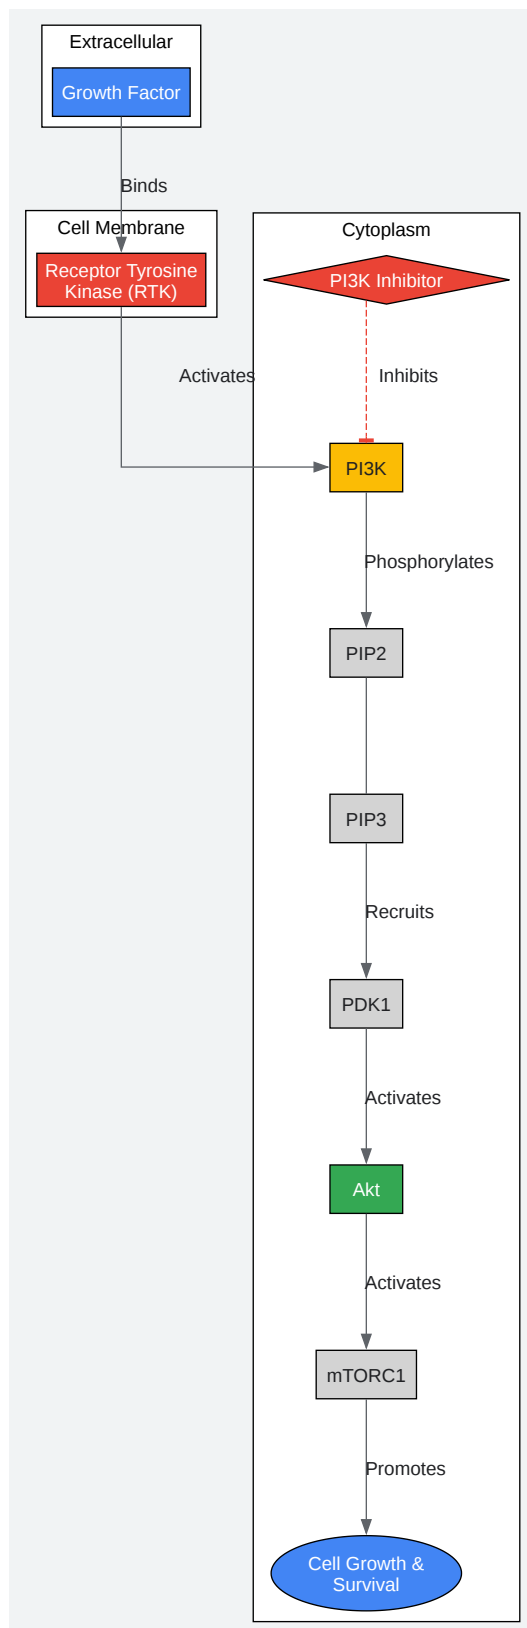 Extracellular
Growth Factor
Binds
Cell Membrane
Receptor Tyrosine
Kinase (RTK)
Activates
Cytoplasm
PI3K Inhibitor
Inhibits
PI3K
Phosphorylates
PIP2
PIP3
Recruits
PDK1
Activates
Akt
Activates
mTORC1
Promotes
Cell Growth &
Survival